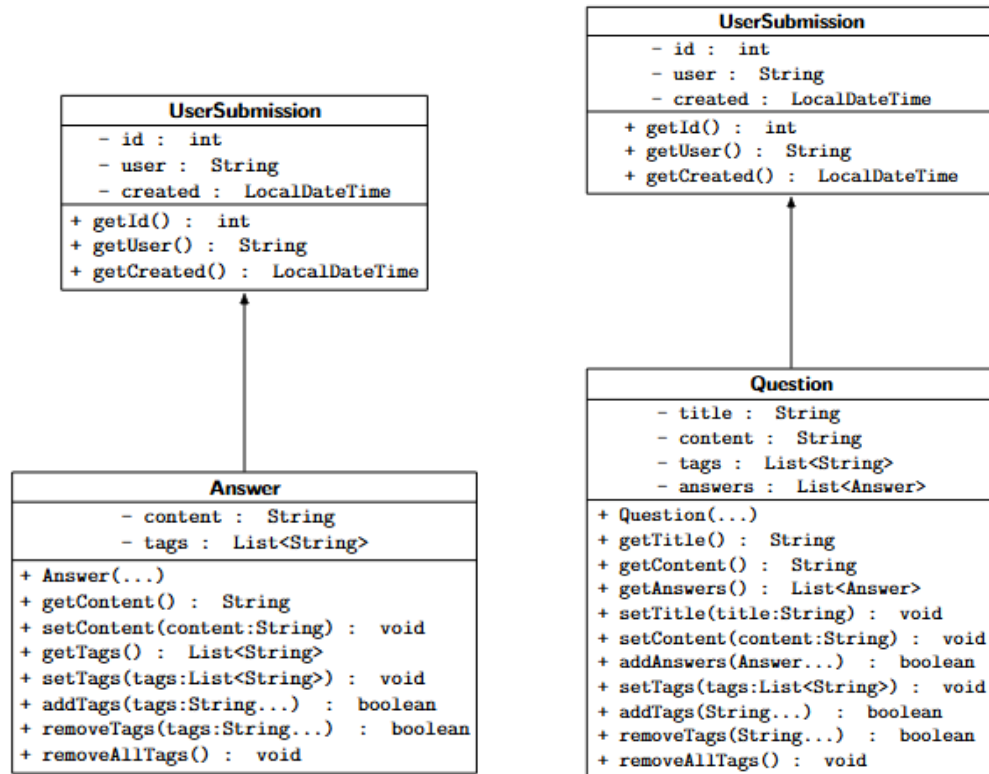 UserSubmission
- id : int
- user : String
- created : LocalDateTime
+ getId() : int
+ getUser() : String
+ getCreated() : LocalDateTime
Answer
- content : String
- tags : List<String>
+ Answer(...)
+ getContent() : String
+ setContent(content:String) : void
+ getTags() : List<String>
+ setTags(tags:List<String>) : void
+ addTags(tags:String...) : boolean
+ removeTags(tags:String...) : boolean
+ removeAllTags() : void
UserSubmission
- id : int
- user : String
- created : LocalDateTime
+ getId() : int
+ getUser() : String
+ getCreated() : LocalDateTime
Question
- title : String
- content : String
- tags : List<String>
- answers : List<Answer>
+ Question(...)
+ getTitle() : String
+ getContent() : String
+ getAnswers() : List<Answer>
+ setTitle(title:String) : void
+ setContent(content:String) : void
+ addAnswers(Answer...) : boolean
+ setTags(tags:List<String>) : void
+ addTags(String...) : boolean
+ removeTags(String...) : boolean
+ removeAllTags() : void